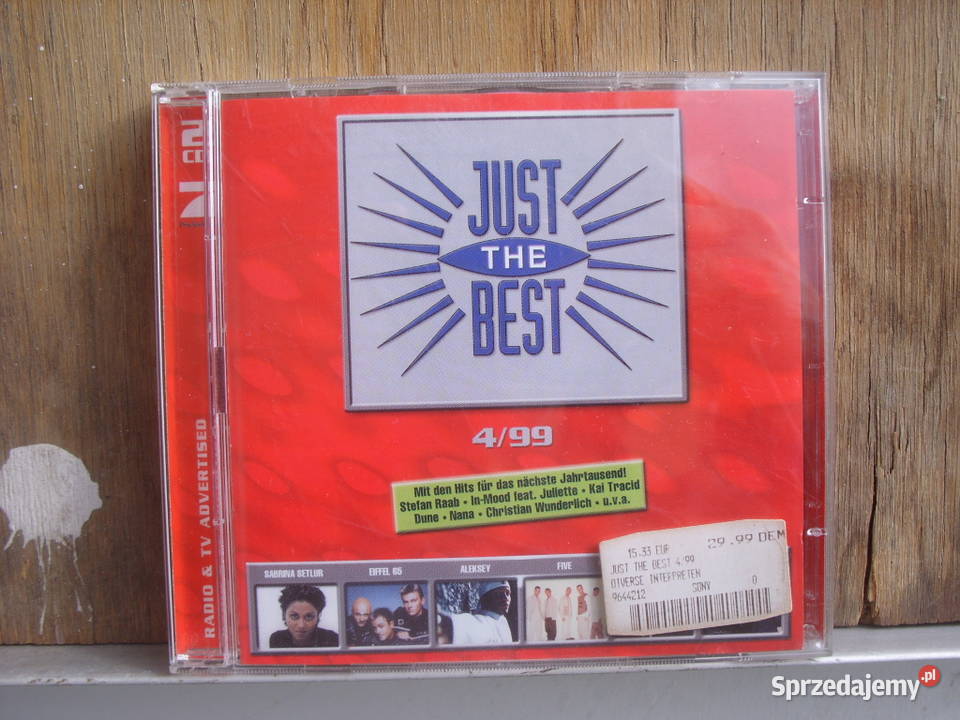 JUST
THE
BEST
4/99
Mit den Hits für das nächste Jahrtausend!
Stefan Raab • In-Mood feat. Juliette • Kai Tracid
Dune • Nana • Christian Wunderlich • u.v.a.
SABRINA SETLUR
EIFFEL 65
ALEKSEY
FIVE
15.33 EUR 29.99 DEM
JUST THE BEST 4/99
DIVERSE INTERPRETEN
9644212 SONY 0
RADIO & TV ADVERTISED
Sprzedajemy.pl